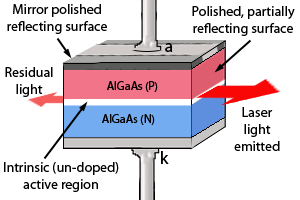 Mirror polished
reflecting surface
Polished, partially
reflecting surface
a
Residual
light
AlGaAs (P)
AlGaAs (N)
Laser
light
emitted
k
Intrinsic (un-doped)
active region